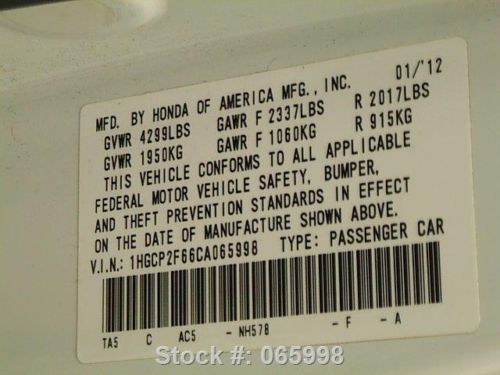 MFD. BY HONDA OF AMERICA MFG., INC. 01/'12
GVWR 4299LBS GAWR F 2337LBS R 2017LBS
GVWR 1950KG GAWR F 1060KG R 915KG
THIS VEHICLE CONFORMS TO ALL APPLICABLE
FEDERAL MOTOR VEHICLE SAFETY, BUMPER,
AND THEFT PREVENTION STANDARDS IN EFFECT
ON THE DATE OF MANUFACTURE SHOWN ABOVE.
V.I.N.: 1HGCP2F66CA065998 TYPE: PASSENGER CAR
TA5 C AC5 - NH578 - F - A
Stock #: 065998